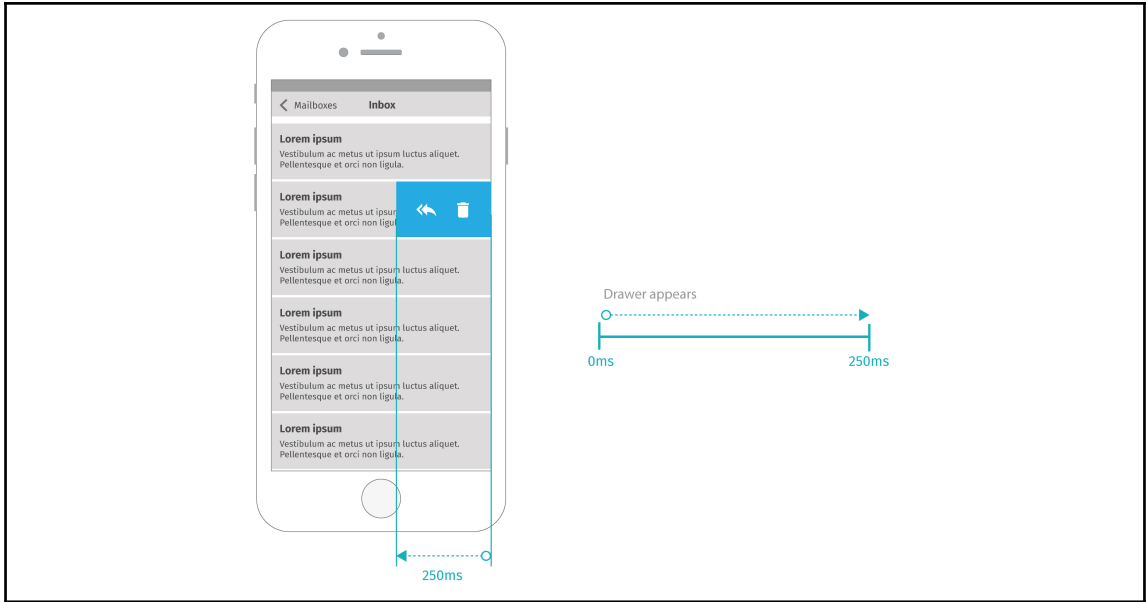 Mailboxes Inbox
Lorem ipsum
Vestibulum ac metus ut ipsum luctus aliquet.
Pellentesque et orci non ligula.
Lorem ipsum
Vestibulum ac metus ut ipsur
Pellentesque et orci non ligul
Lorem ipsum
Vestibulum ac metus ut ipsum luctus aliquet.
Pellentesque et orci non ligula.
Lorem ipsum
Vestibulum ac metus ut ipsum luctus aliquet.
Pellentesque et orci non ligula.
Lorem ipsum
Vestibulum ac metus ut ipsum luctus aliquet.
Pellentesque et orci non ligula.
Lorem ipsum
Vestibulum ac metus ut ipsum luctus aliquet.
Pellentesque et orci non ligula.
250ms
Drawer appears
0ms 250ms